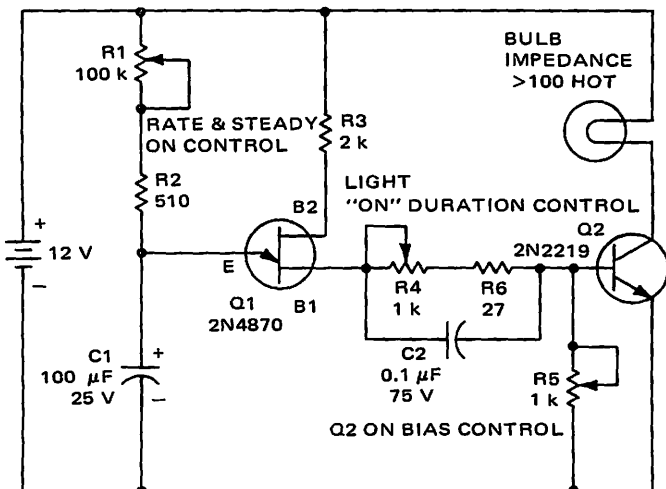 R1
100 k
RATE & STEADY
ON CONTROL
R2
510
R3
2 k
BULB
IMPEDANCE
>100 HOT
LIGHT
"ON" DURATION CONTROL
+
12 V
−
B2
E
B1
Q1
2N4870
R4
1 k
R6
27
Q2
2N2219
C1
100 µF
25 V
+
−
C2
0.1 µF
75 V
R5
1 k
Q2 ON BIAS CONTROL